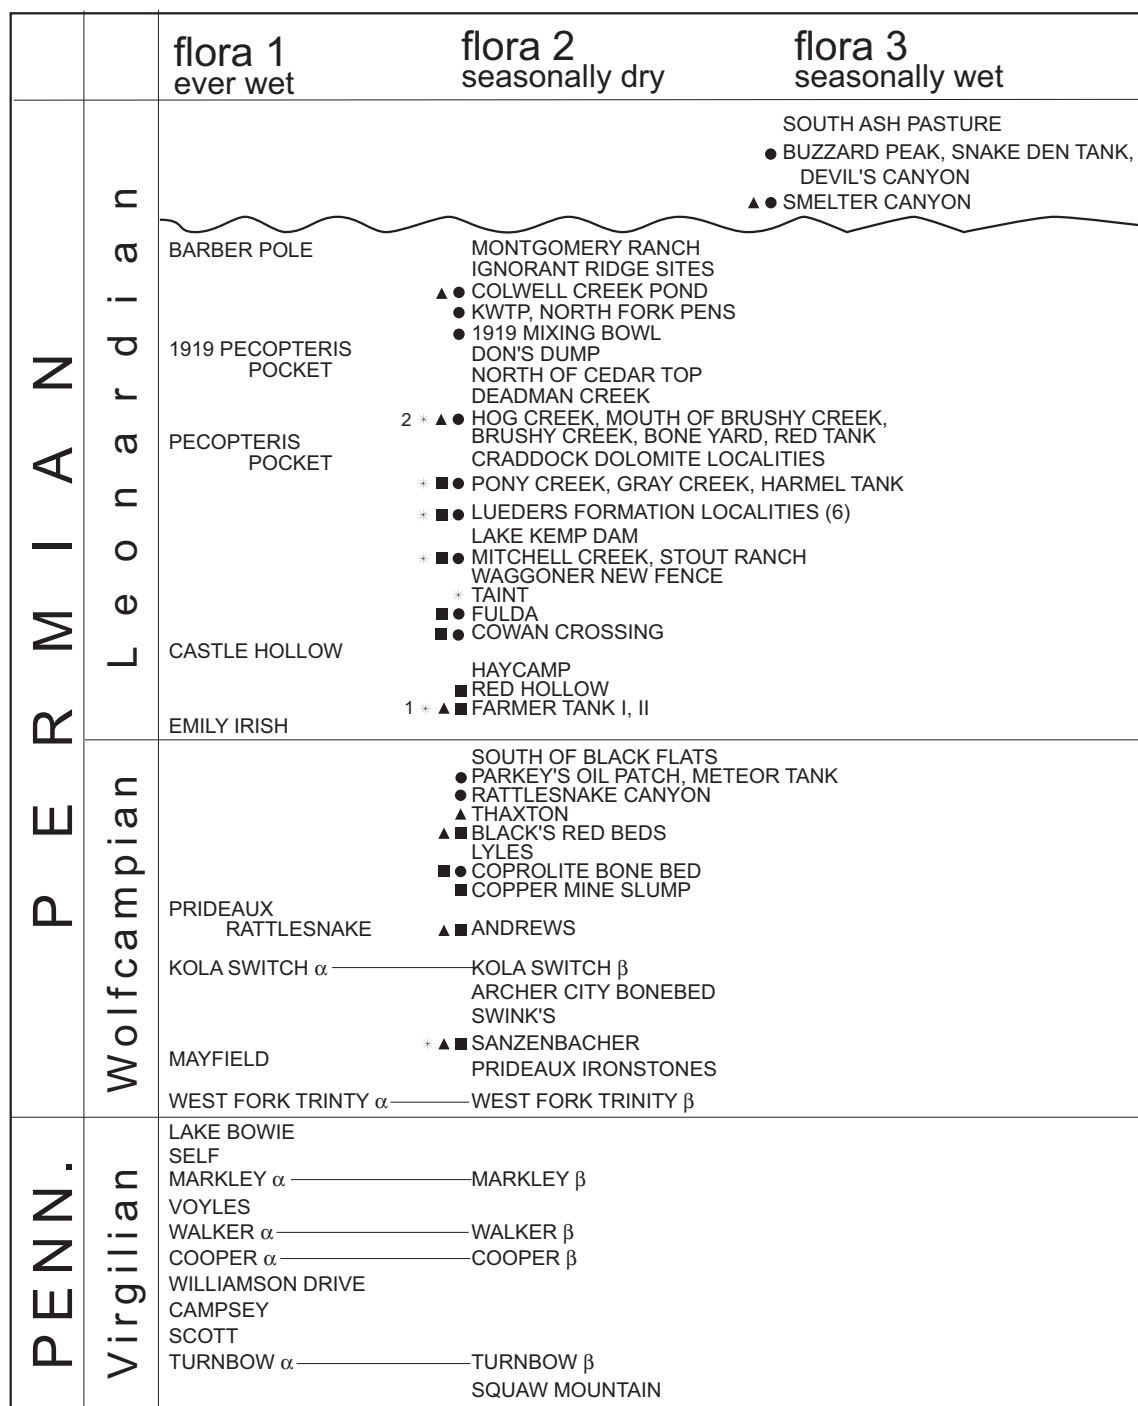 flora 1
ever wet
flora 2
seasonally dry
flora 3
seasonally wet
PERMIAN
Leonardian
SOUTH ASH PASTURE
BUZZARD PEAK, SNAKE DEN TANK,
DEVIL'S CANYON
SMELTER CANYON
BARBER POLE
MONTGOMERY RANCH
IGNORANT RIDGE SITES
COLWELL CREEK POND
KWTP, NORTH FORK PENS
1919 MIXING BOWL
1919 PECOPTERIS
POCKET
DON'S DUMP
NORTH OF CEDAR TOP
DEADMAN CREEK
2 * HOG CREEK, MOUTH OF BRUSHY CREEK,
BRUSHY CREEK, BONE YARD, RED TANK
PECOPTERIS
POCKET
CRADDOCK DOLOMITE LOCALITIES
* PONY CREEK, GRAY CREEK, HARMEL TANK
* LUEDERS FORMATION LOCALITIES (6)
LAKE KEMP DAM
* MITCHELL CREEK, STOUT RANCH
WAGGONER NEW FENCE
* TAINT
FULDA
COWAN CROSSING
CASTLE HOLLOW
HAYCAMP
RED HOLLOW
1 * FARMER TANK I, II
EMILY IRISH
Wolfcampian
SOUTH OF BLACK FLATS
PARKEY'S OIL PATCH, METEOR TANK
RATTLESNAKE CANYON
THAXTON
BLACK'S RED BEDS
LYLES
COPROLITE BONE BED
COPPER MINE SLUMP
PRIDEAUX
RATTLESNAKE
ANDREWS
KOLA SWITCH α
KOLA SWITCH β
ARCHER CITY BONEBED
SWINK'S
* SANZENBACHER
MAYFIELD
PRIDEAUX IRONSTONES
WEST FORK TRINTY α
WEST FORK TRINITY β
PENN.
Virgilian
LAKE BOWIE
SELF
MARKLEY α
MARKLEY β
VOYLES
WALKER α
WALKER β
COOPER α
COOPER β
WILLIAMSON DRIVE
CAMPSEY
SCOTT
TURNBOW α
TURNBOW β
SQUAW MOUNTAIN